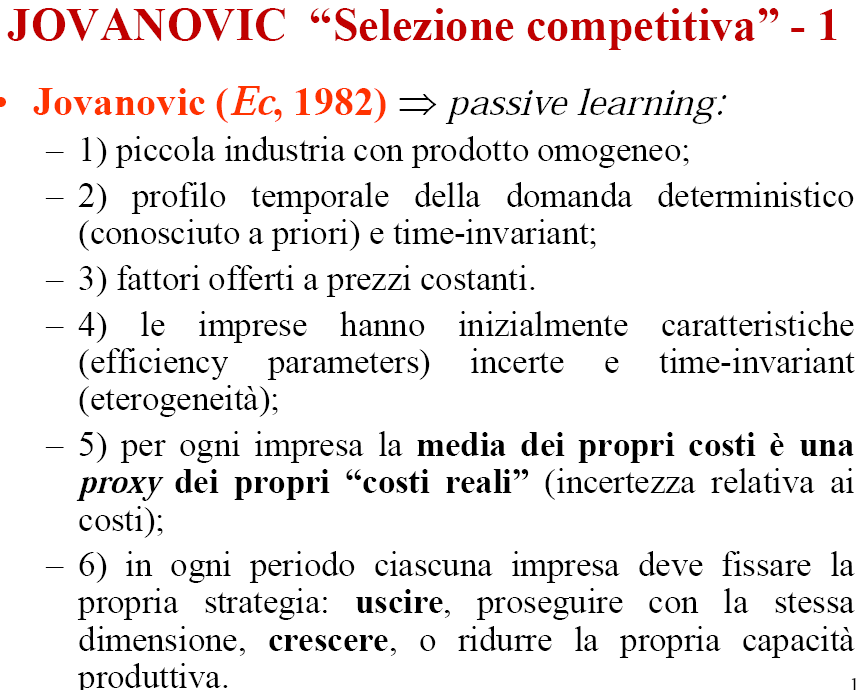 JOVANOVIC “Selezione competitiva” - 1
• Jovanovic (Ec, 1982) ⇒ passive learning:
– 1) piccola industria con prodotto omogeneo;
– 2) profilo temporale della domanda deterministico
(conosciuto a priori) e time-invariant;
– 3) fattori offerti a prezzi costanti.
– 4) le imprese hanno inizialmente caratteristiche
(efficiency parameters) incerte e time-invariant
(eterogeneità);
– 5) per ogni impresa la media dei propri costi è una
proxy dei propri “costi reali” (incertezza relativa ai
costi);
– 6) in ogni periodo ciascuna impresa deve fissare la
propria strategia: uscire, proseguire con la stessa
dimensione, crescere, o ridurre la propria capacità
produttiva.
1